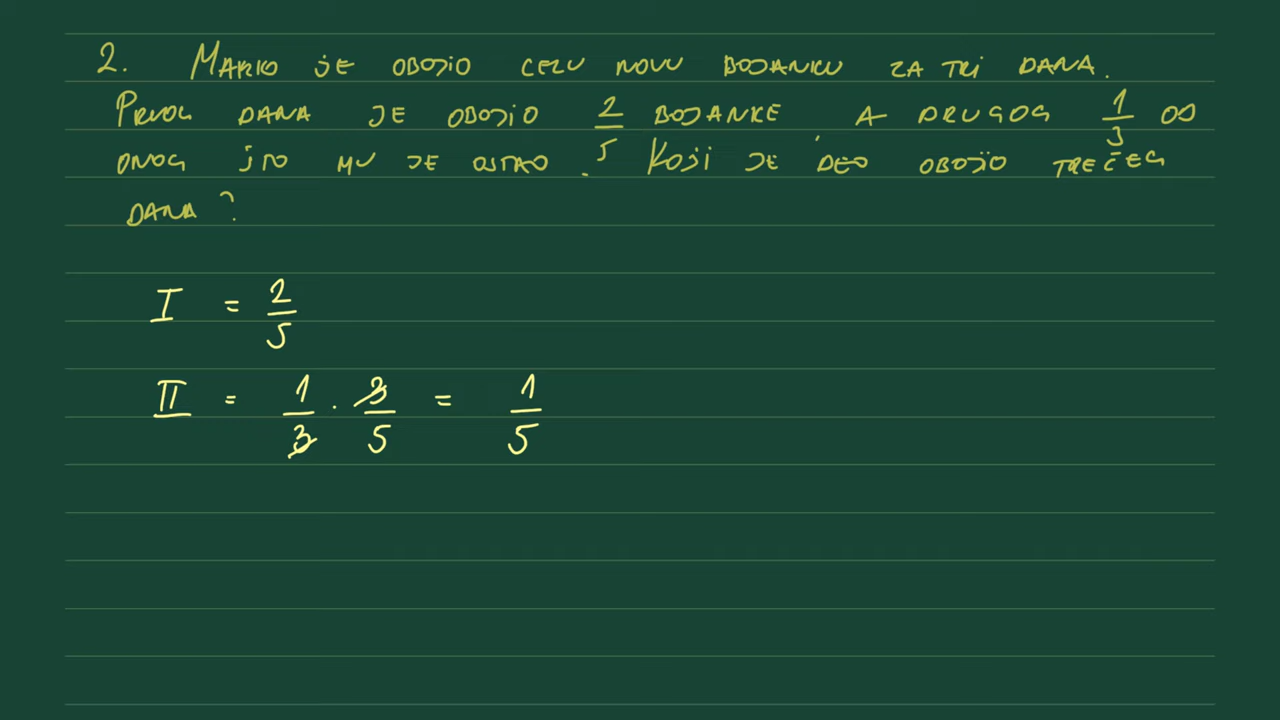 2. MARIO JE OBOJIO CELU NOVU BOJANKU ZA TRI DANA.
PRVOG DANA JE OBOJIO 2/5 BOJANKE, A DRUGOG 1/3 OD
ONOG ŠTO MU JE OSTAO. KOJI JE DEO OBOJIO TREĆEG
DANA?
I = 2/5
II = 1/3 · 3/5 = 1/5